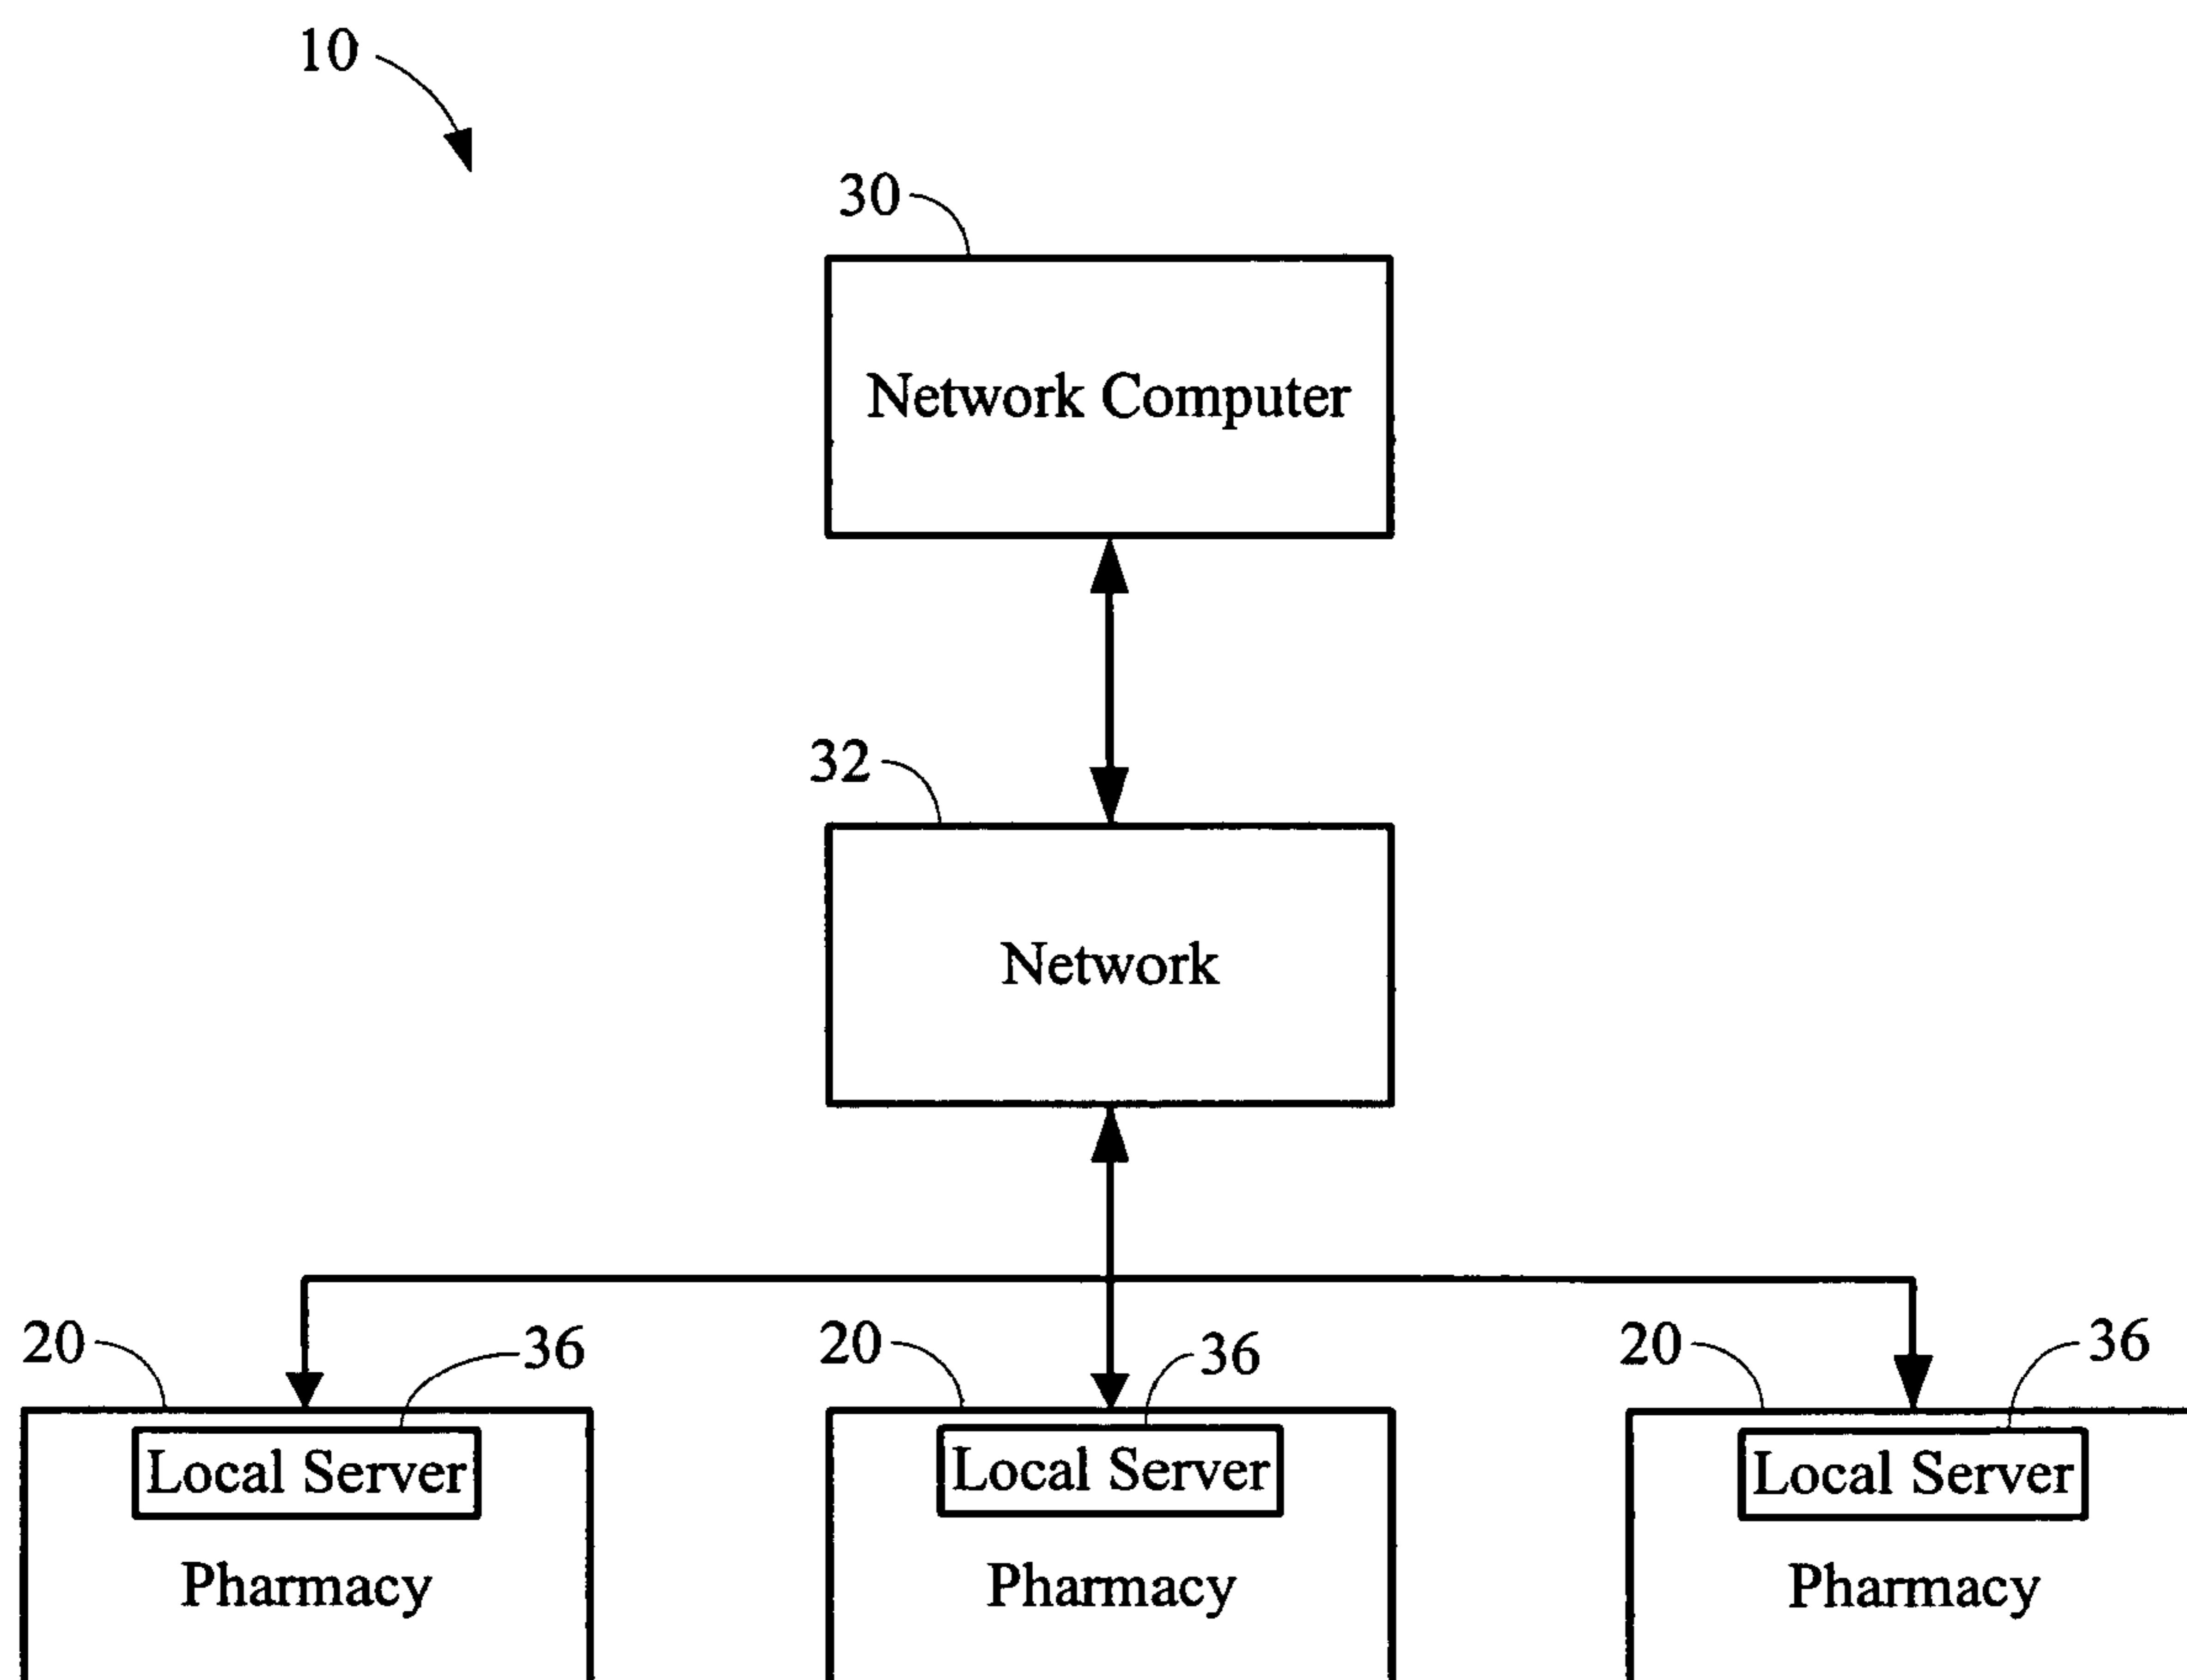 10
30
Network Computer
32
Network
20
36
20
36
20
36
Local Server
Local Server
Local Server
Pharmacy
Pharmacy
Pharmacy